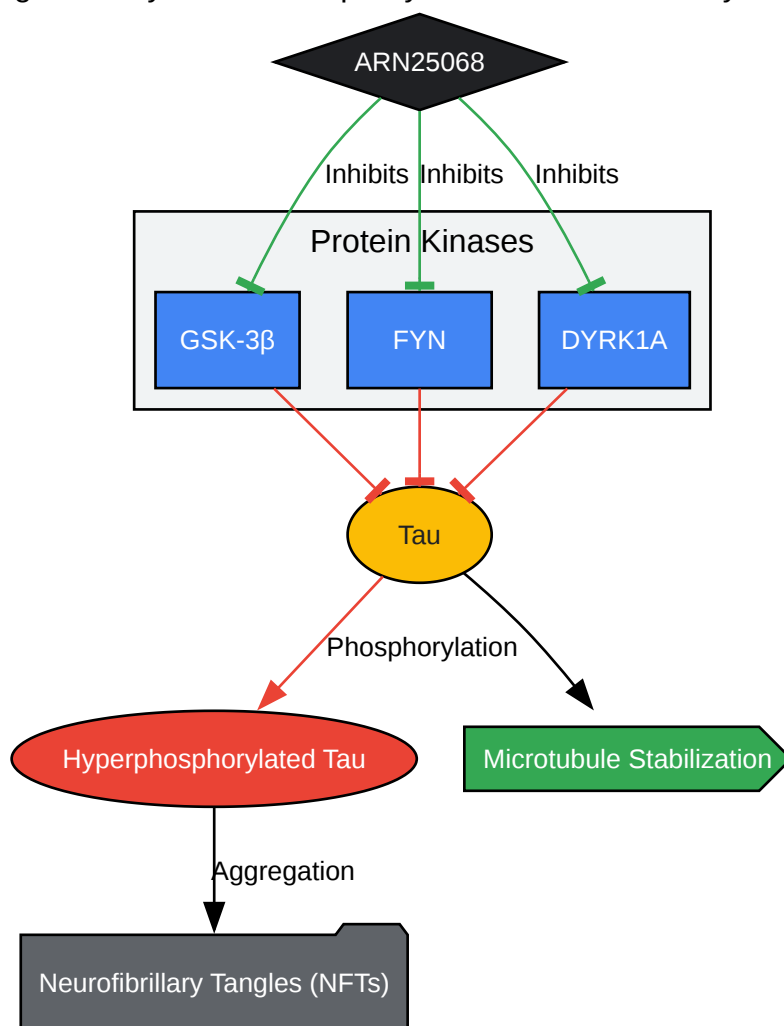 ARN25068
Inhibits Inhibits Inhibits
Protein Kinases
GSK-3β FYN DYRK1A
Tau
Phosphorylation
Hyperphosphorylated Tau Microtubule Stabilization
Aggregation
Neurofibrillary Tangles (NFTs)